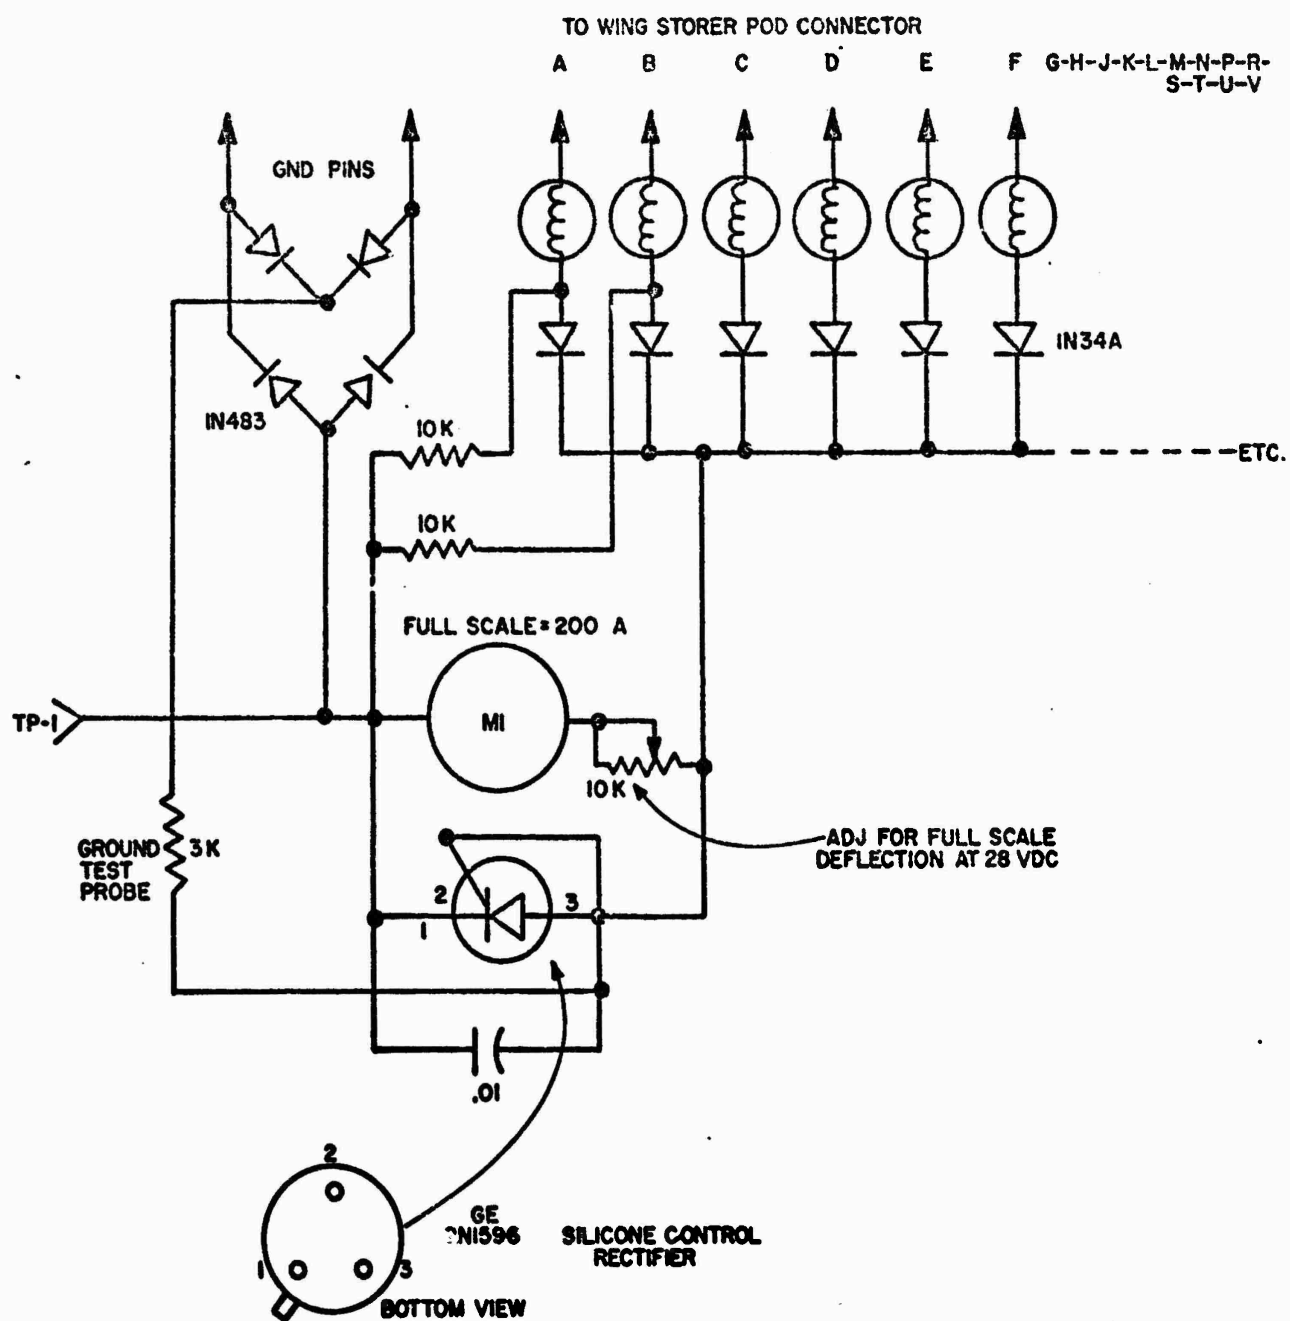 TO WING STORER POD CONNECTOR
A B C D E F G-H-J-K-L-M-N-P-R-
S-T-U-V
GND PINS
IN34A
IN483
10K
ETC.
10K
FULL SCALE=200 A
TP-1
M1
10K
ADJ FOR FULL SCALE
DEFLECTION AT 28 VDC
GROUND
TEST
PROBE
3K
2
3
1
.01
2
GE
N1596
SILICONE CONTROL
RECTIFIER
1
3
BOTTOM VIEW